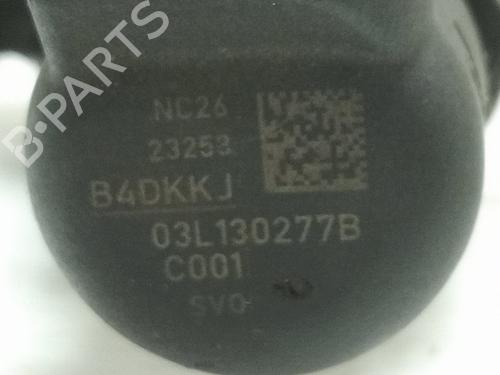 B-PARTS
NC26
23253
B4DKKJ
03L130277B
C001
SVO